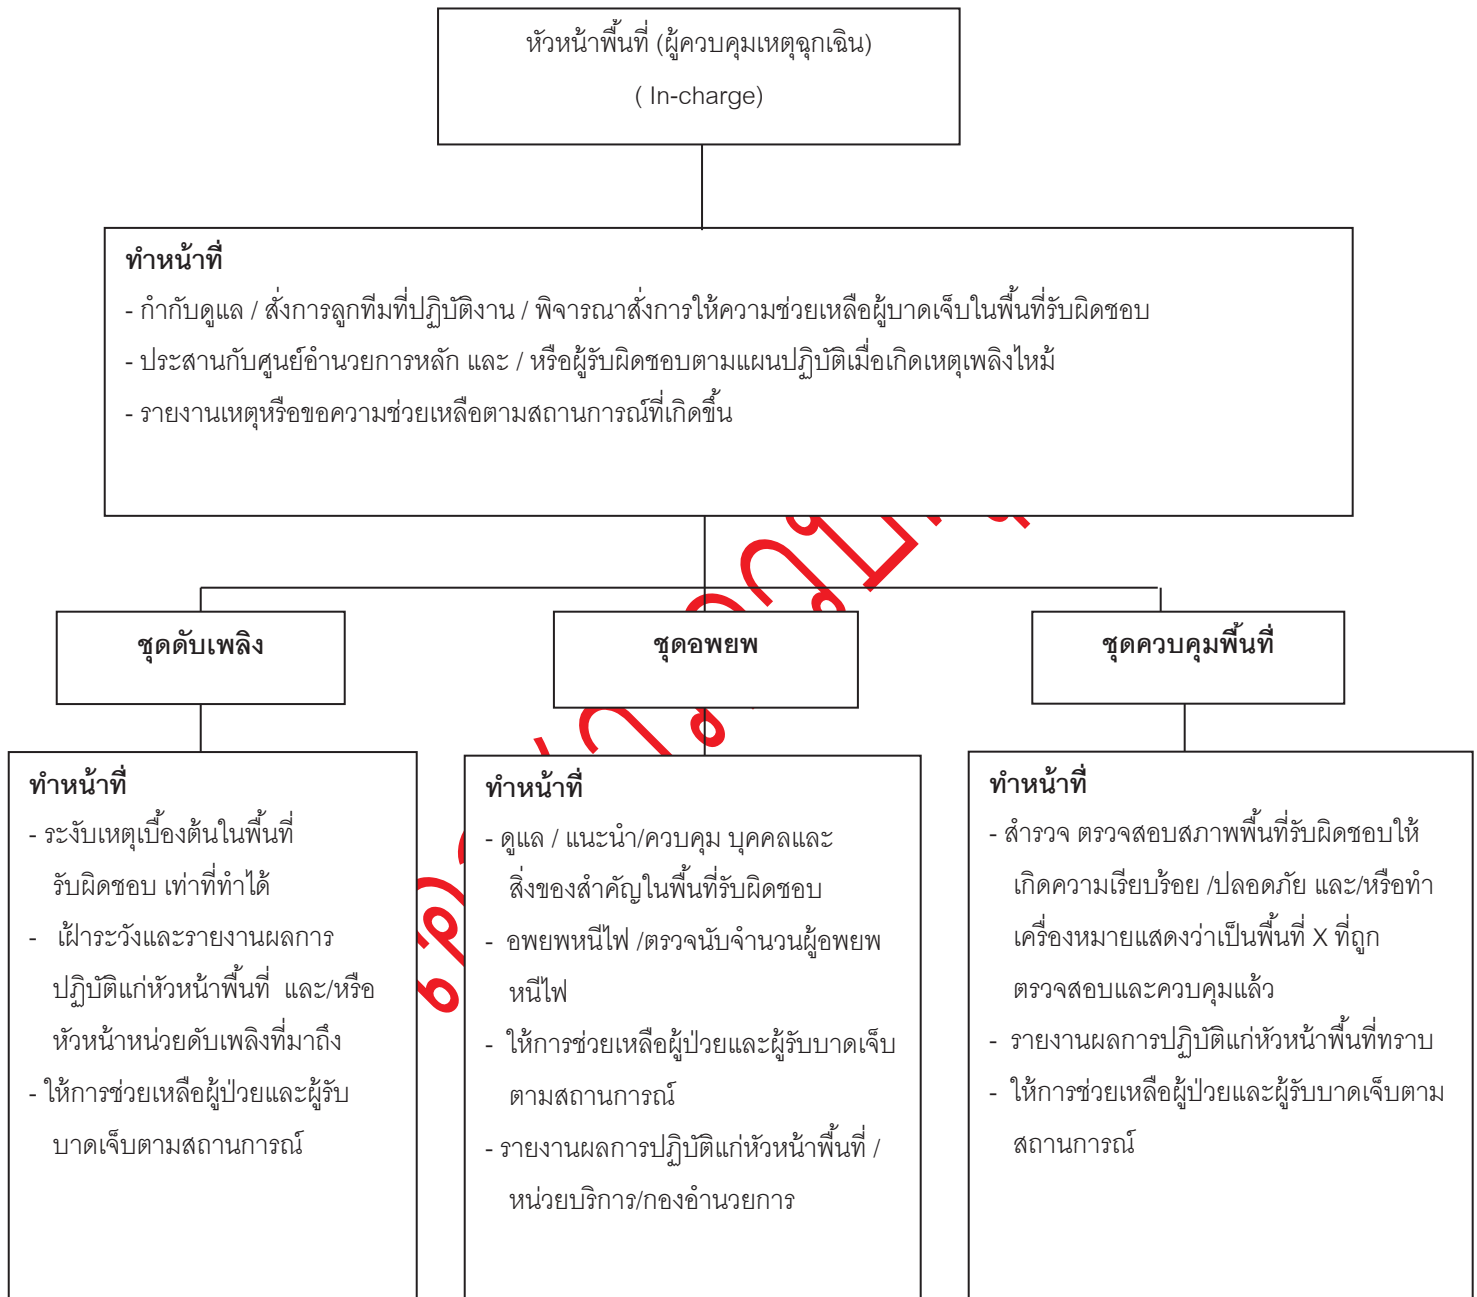 หัวหน้าพื้นที่ (ผู้ควบคุมเหตุฉุกเฉิน)
( In-charge)
ทำหน้าที่
- กำกับดูแล / สั่งการลูกทีมที่ปฏิบัติงาน / พิจารณาสั่งการให้ความช่วยเหลือผู้บาดเจ็บในพื้นที่รับผิดชอบ
- ประสานกับศูนย์อำนวยการหลัก และ / หรือผู้รับผิดชอบตามแผนปฏิบัติเมื่อเกิดเหตุเพลิงไหม้
- รายงานเหตุหรือขอความช่วยเหลือตามสถานการณ์ที่เกิดขึ้น
ชุดดับเพลิง
ทำหน้าที่
- ระงับเหตุเบื้องต้นในพื้นที่
รับผิดชอบ เท่าที่ทำได้
- เฝ้าระวังและรายงานผลการ
ปฏิบัติแก่หัวหน้าพื้นที่ และ/หรือ
หัวหน้าหน่วยดับเพลิงที่มาถึง
- ให้การช่วยเหลือผู้ป่วยและผู้รับ
บาดเจ็บตามสถานการณ์
ชุดอพยพ
ทำหน้าที่
- ดูแล / แนะนำ/ควบคุม บุคคลและ
สิ่งของสำคัญในพื้นที่รับผิดชอบ
- อพยพหนีไฟ /ตรวจนับจำนวนผู้อพยพ
หนีไฟ
- ให้การช่วยเหลือผู้ป่วยและผู้รับบาดเจ็บ
ตามสถานการณ์
- รายงานผลการปฏิบัติแก่หัวหน้าพื้นที่ /
หน่วยบริการ/กองอำนวยการ
ชุดควบคุมพื้นที่
ทำหน้าที่
- สำรวจ ตรวจสอบสภาพพื้นที่รับผิดชอบให้
เกิดความเรียบร้อย /ปลอดภัย และ/หรือทำ
เครื่องหมายแสดงว่าเป็นพื้นที่ X ที่ถูก
ตรวจสอบและควบคุมแล้ว
- รายงานผลการปฏิบัติแก่หัวหน้าพื้นที่ทราบ
- ให้การช่วยเหลือผู้ป่วยและผู้รับบาดเจ็บตาม
สถานการณ์